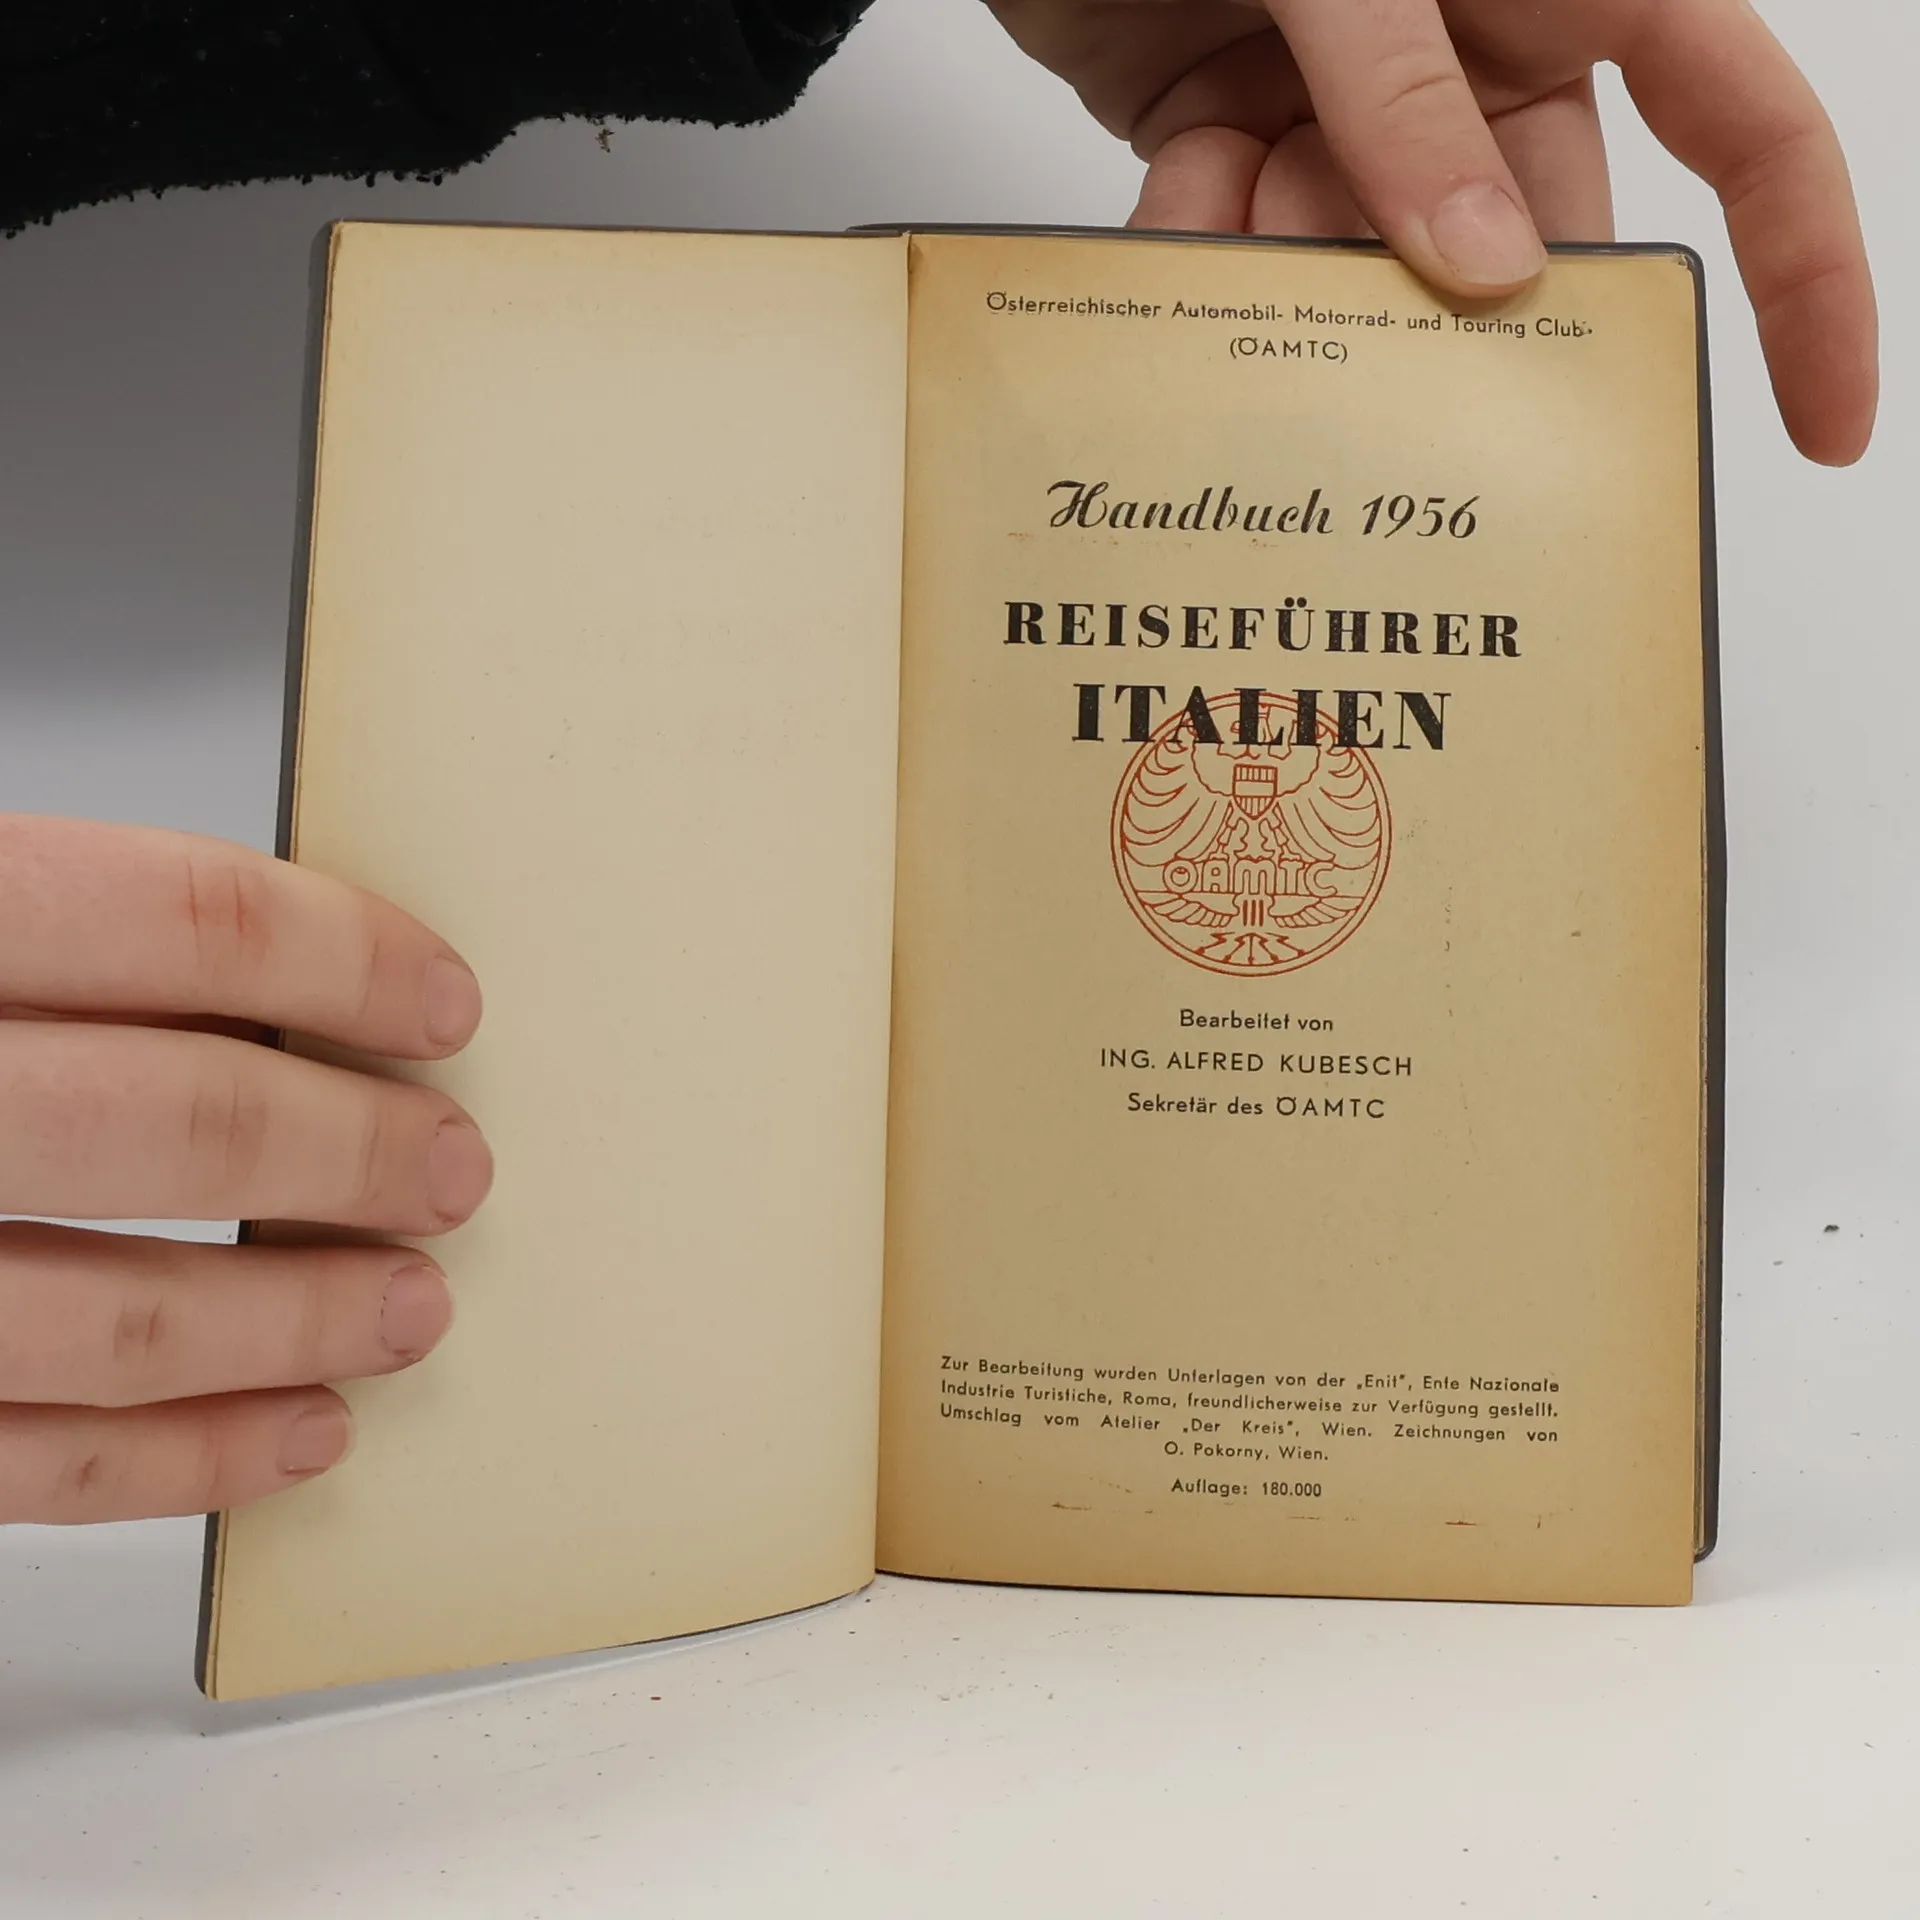 Österreichischer Automobil- Motorrad- und Touring Club
(ÖAMTC)
Handbuch 1956
REISEFÜHRER
ITALIEN
ÖAMTC
Bearbeitet von
ING. ALFRED KUBESCH
Sekretär des ÖAMTC
Zur Bearbeitung wurden Unterlagen von der „Enit", Ente Nazionale
Industrie Turistiche, Roma, freundlicherweise zur Verfügung gestellt.
Umschlag vom Atelier „Der Kreis", Wien. Zeichnungen von
O. Pokorny, Wien.
Auflage: 180.000